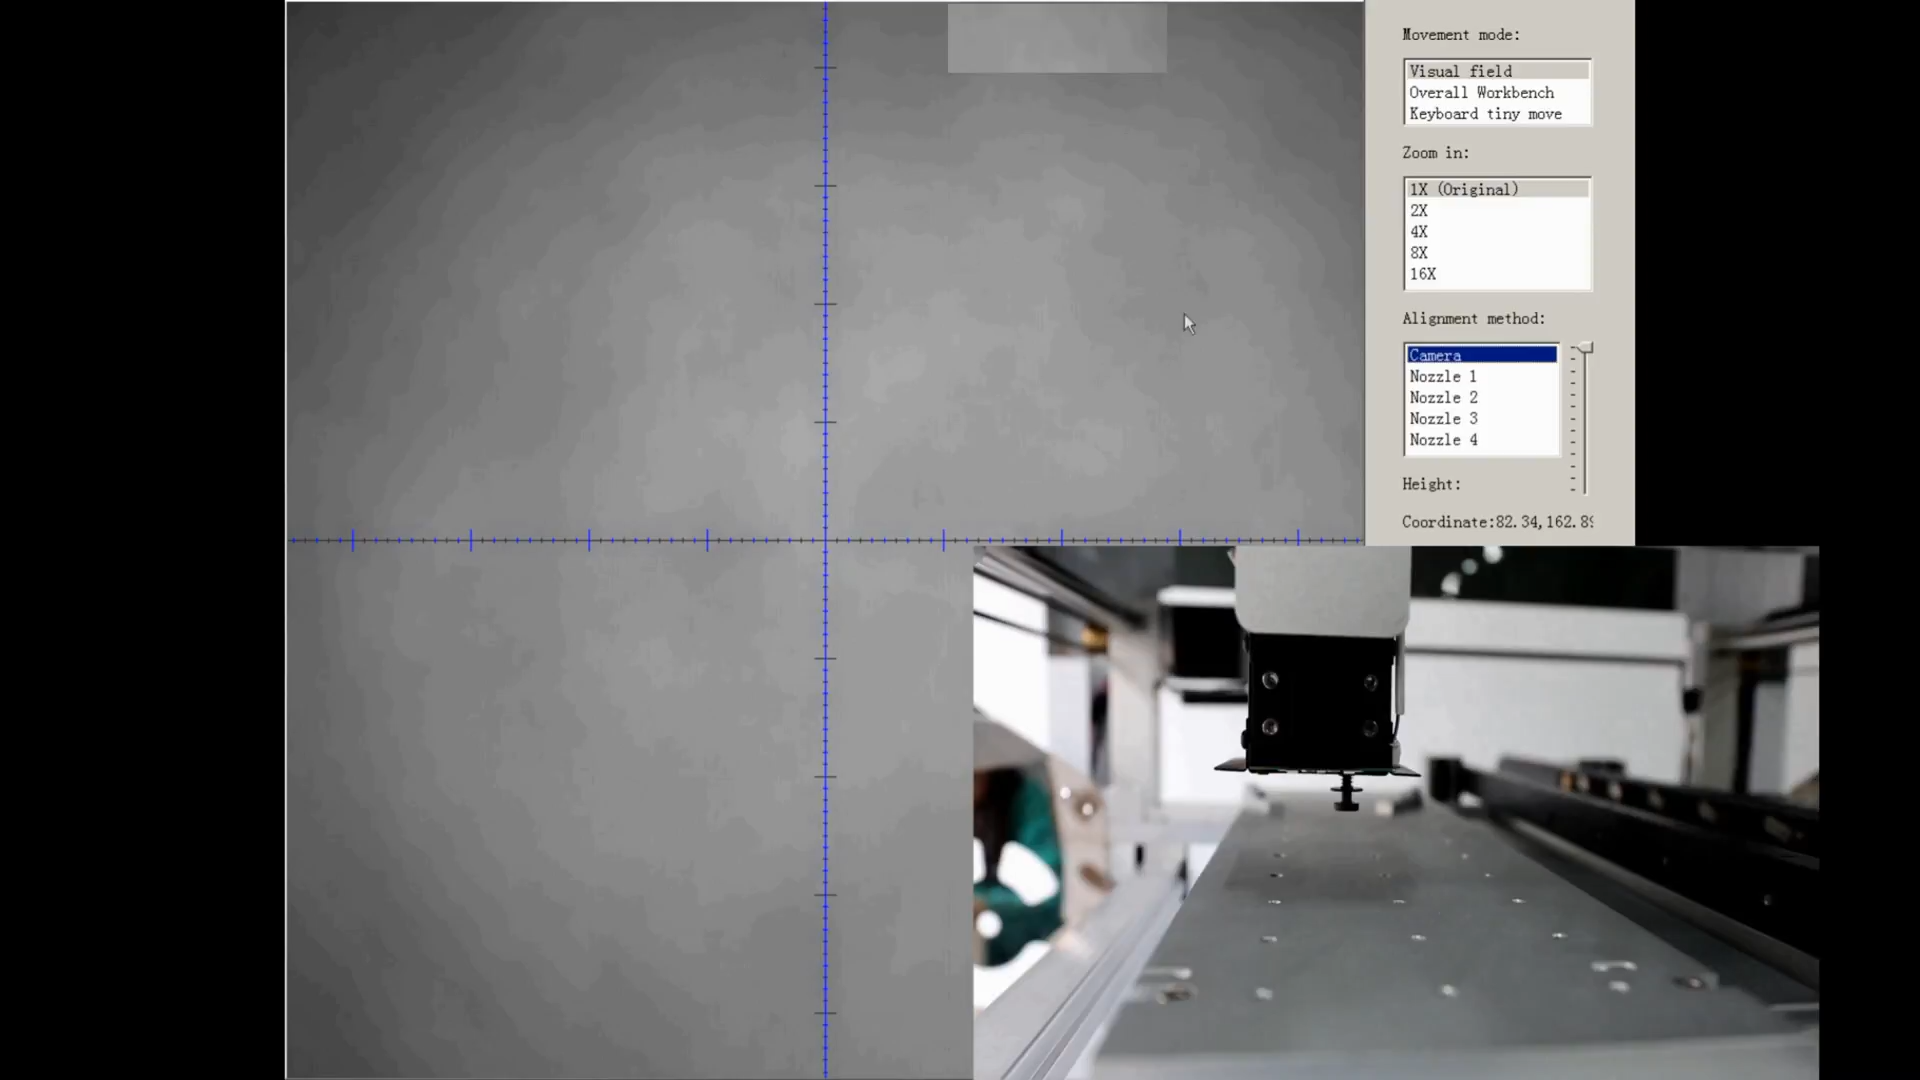 Movement mode:
Visual field
Overall Workbench
Keyboard tiny move
Zoom in:
1X (Original)
2X
4X
8X
16X
Alignment method:
Camera
Nozzle 1
Nozzle 2
Nozzle 3
Nozzle 4
Height:
Coordinate:82.34,162.89